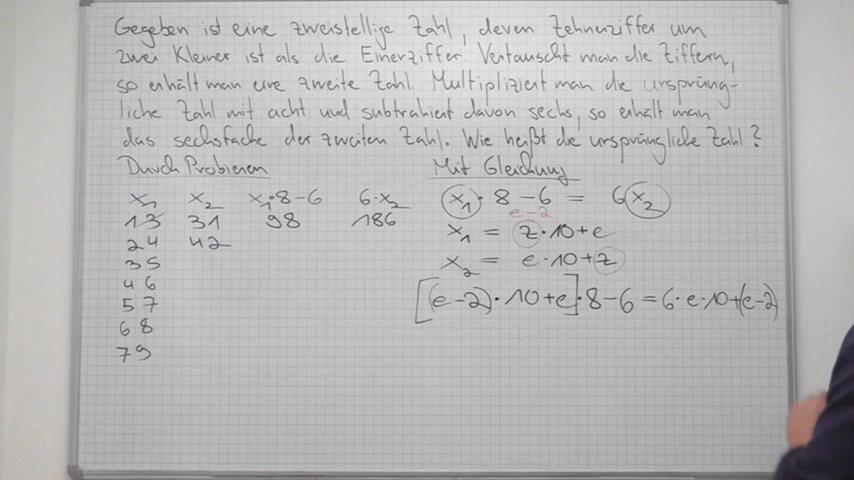 Gegeben ist eine zweistellige Zahl, deren Zehnerziffer um
zwei kleiner ist als die Einerziffer. Vertauscht man die Ziffern,
so erhält man eine zweite Zahl. Multipliziert man die ursprüng-
liche Zahl mit acht und subtrahiert davon sechs, so erhält man
das sechsfache der zweiten Zahl. Wie heißt die ursprüngliche Zahl?
Durch Probieren
x₁ x₂ x₁·8-6 6·x₂
13 31 98 186
24 42
35
46
57
68
79
Mit Gleichung
x₁ · 8 - 6 = 6 x₂
e-2
x₁ = z·10+e
x₂ = e·10+z
[(e-2)·10+e]·8-6=6·e·10+(e-2)